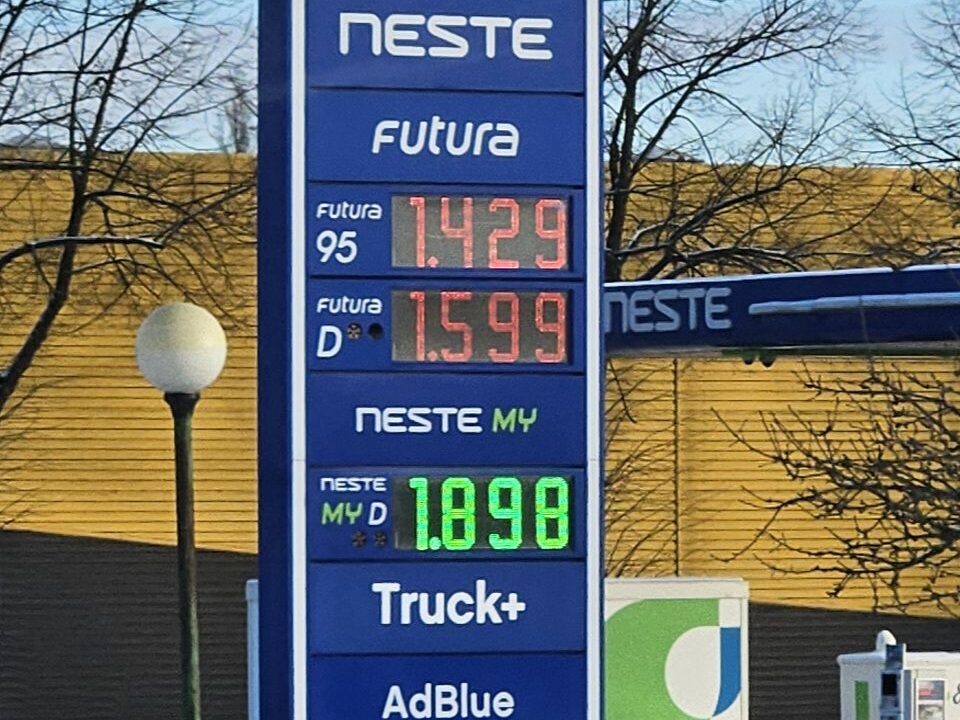 NESTE
Futura
Futura
95 1.429
Futura
D 1.599
NESTE
NESTE MY
NESTE
MY D 1.898
Truck+
AdBlue